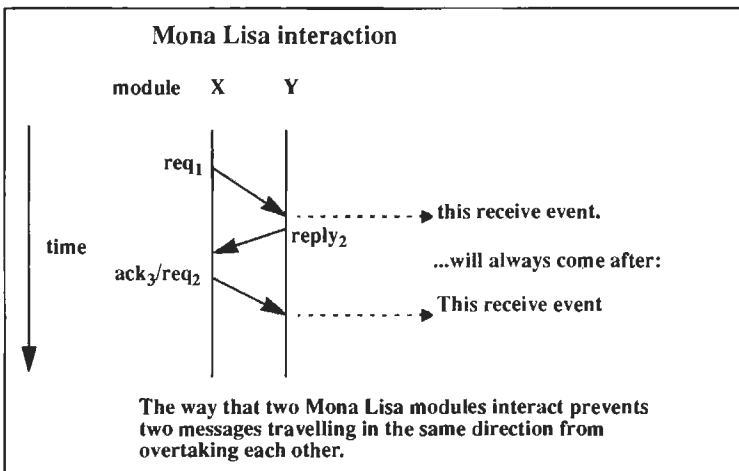 Mona Lisa interaction
module X Y
req1
this receive event.
reply2
time
...will always come after:
ack3/req2
This receive event
The way that two Mona Lisa modules interact prevents
two messages travelling in the same direction from
overtaking each other.